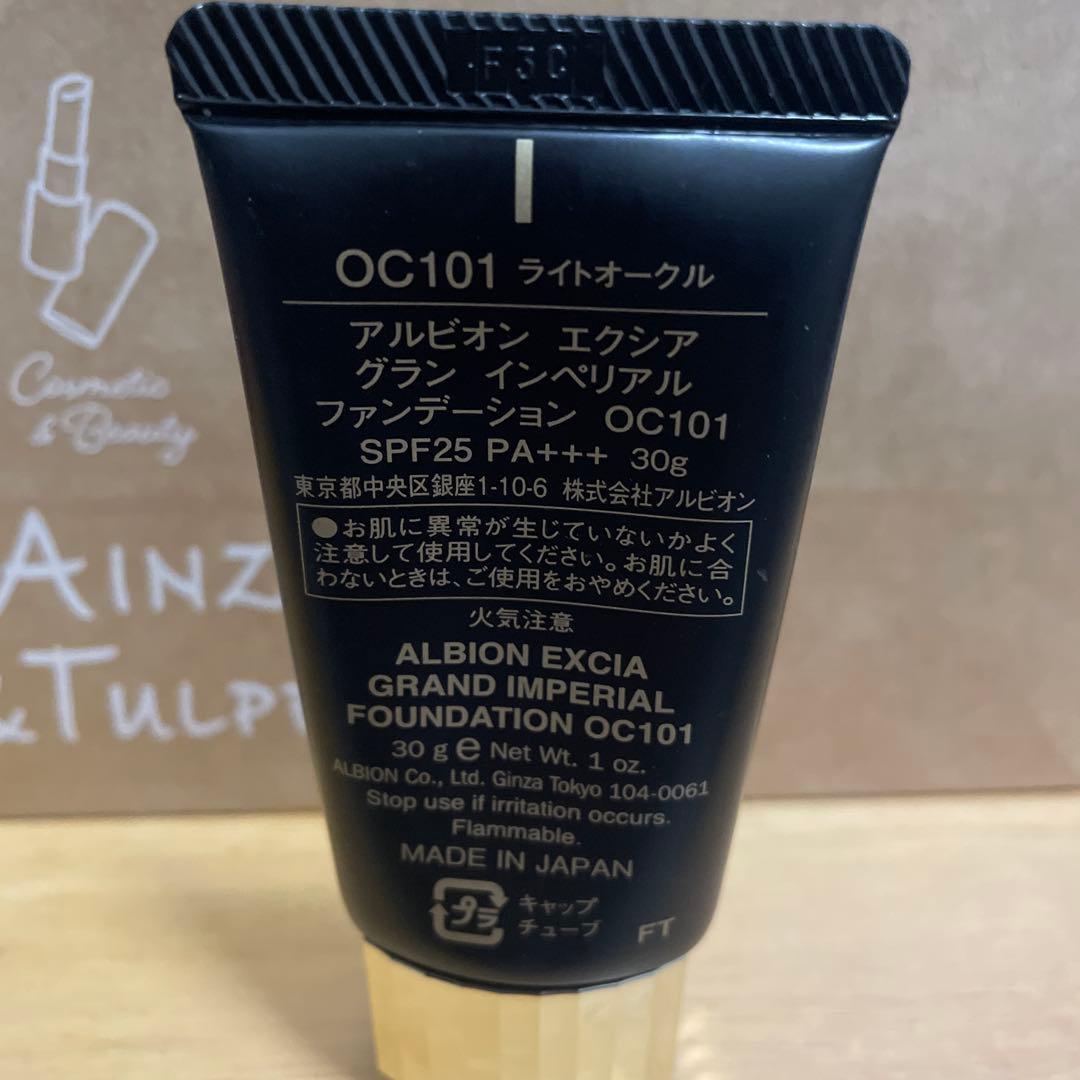 F3C
OC101 ライトオークル
アルビオン エクシア
グラン インペリアル
ファンデーション OC101
SPF25 PA+++ 30g
東京都中央区銀座1-10-6 株式会社アルビオン
●お肌に異常が生じていないかよく
注意して使用してください。お肌に合
わないときは、ご使用をおやめください。
火気注意
ALBION EXCIA
GRAND IMPERIAL
FOUNDATION OC101
30 g e Net Wt. 1 oz.
ALBION Co., Ltd. Ginza Tokyo 104-0061
Stop use if irritation occurs.
Flammable.
MADE IN JAPAN
プラ
キャップ
チューブ
FT
Cosmetic
& Beauty
AINZ
& TULPE